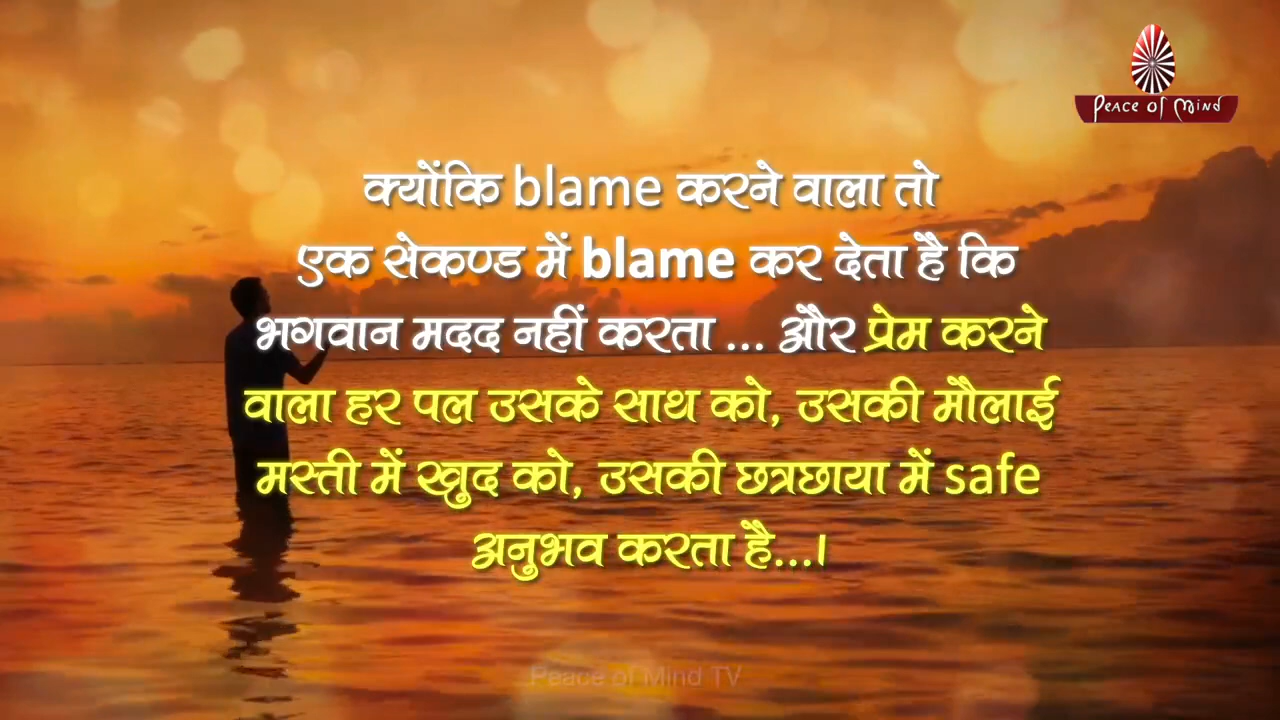 Peace of Mind
क्योंकि blame करने वाला तो
एक सेकण्ड में blame कर देता है कि
भगवान मदद नहीं करता ... और प्रेम करने
वाला हर पल उसके साथ को, उसकी मौलाई
मस्ती में खुद को, उसकी छत्रछाया में safe
अनुभव करता है...।
Peace of Mind TV